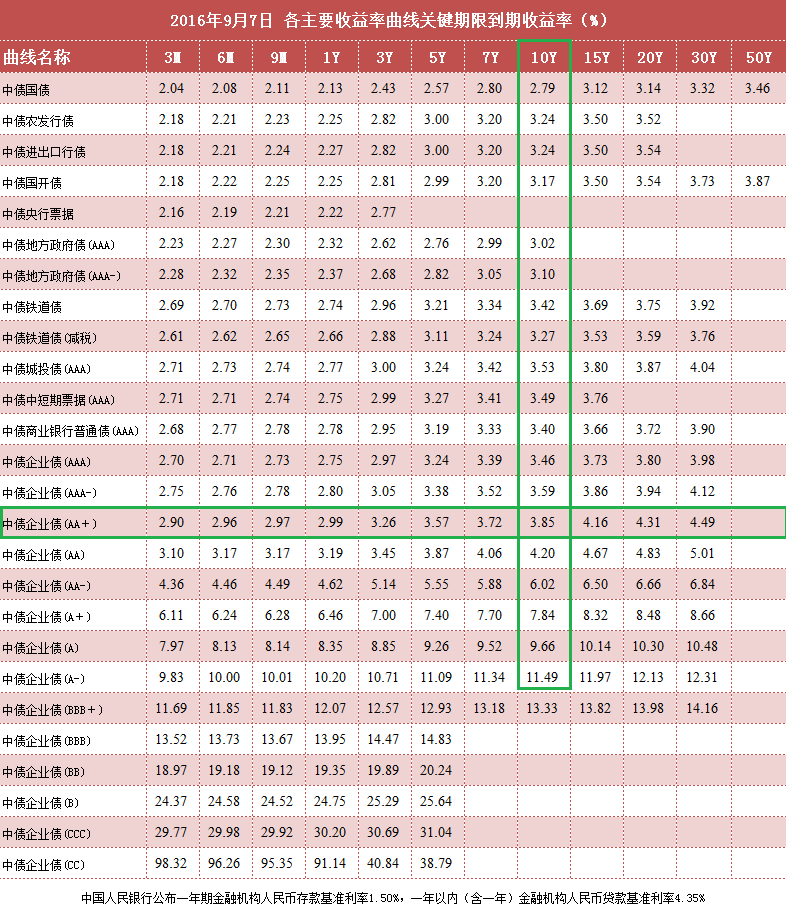 2016年9月7日 各主要收益率曲线关键期限到期收益率（%）
曲线名称 3M 6M 9M 1Y 3Y 5Y 7Y 10Y 15Y 20Y 30Y 50Y
中债国债 2.04 2.08 2.11 2.13 2.43 2.57 2.80 2.79 3.12 3.14 3.32 3.46
中债农发行债 2.18 2.21 2.23 2.25 2.82 3.00 3.20 3.24 3.50 3.52
中债进出口行债 2.18 2.21 2.24 2.27 2.82 3.00 3.20 3.24 3.50 3.54
中债国开债 2.18 2.22 2.25 2.25 2.81 2.99 3.20 3.17 3.50 3.54 3.73 3.87
中债央行票据 2.16 2.19 2.21 2.22 2.77
中债地方政府债(AAA) 2.23 2.27 2.30 2.32 2.62 2.76 2.99 3.02
中债地方政府债(AAA-) 2.28 2.32 2.35 2.37 2.68 2.82 3.05 3.10
中债铁道债 2.69 2.70 2.73 2.74 2.96 3.21 3.34 3.42 3.69 3.75 3.92
中债铁道债(减税) 2.61 2.62 2.65 2.66 2.88 3.11 3.24 3.27 3.53 3.59 3.76
中债城投债(AAA) 2.71 2.73 2.74 2.77 3.00 3.24 3.42 3.53 3.80 3.87 4.04
中债中短期票据(AAA) 2.71 2.71 2.74 2.75 2.99 3.27 3.41 3.49 3.76
中债商业银行普通债(AAA) 2.68 2.77 2.78 2.78 2.95 3.19 3.33 3.40 3.66 3.72 3.90
中债企业债(AAA) 2.70 2.71 2.73 2.75 2.97 3.24 3.39 3.46 3.73 3.80 3.98
中债企业债(AAA-) 2.75 2.76 2.78 2.80 3.05 3.38 3.52 3.59 3.86 3.94 4.12
中债企业债(AA＋) 2.90 2.96 2.97 2.99 3.26 3.57 3.72 3.85 4.16 4.31 4.49
中债企业债(AA) 3.10 3.17 3.17 3.19 3.45 3.87 4.06 4.20 4.67 4.83 5.01
中债企业债(AA-) 4.36 4.46 4.49 4.62 5.14 5.55 5.88 6.02 6.50 6.66 6.84
中债企业债(A＋) 6.11 6.24 6.28 6.46 7.00 7.40 7.70 7.84 8.32 8.48 8.66
中债企业债(A) 7.97 8.13 8.14 8.35 8.85 9.26 9.52 9.66 10.14 10.30 10.48
中债企业债(A-) 9.83 10.00 10.01 10.20 10.71 11.09 11.34 11.49 11.97 12.13 12.31
中债企业债(BBB＋) 11.69 11.85 11.83 12.07 12.57 12.93 13.18 13.33 13.82 13.98 14.16
中债企业债(BBB) 13.52 13.73 13.67 13.95 14.47 14.83
中债企业债(BB) 18.97 19.18 19.12 19.35 19.89 20.24
中债企业债(B) 24.37 24.58 24.52 24.75 25.29 25.64
中债企业债(CCC) 29.77 29.98 29.92 30.20 30.69 31.04
中债企业债(CC) 98.32 96.26 95.35 91.14 40.84 38.79
中国人民银行公布一年期金融机构人民币存款基准利率1.50%，一年以内（含一年）金融机构人民币贷款基准利率4.35%